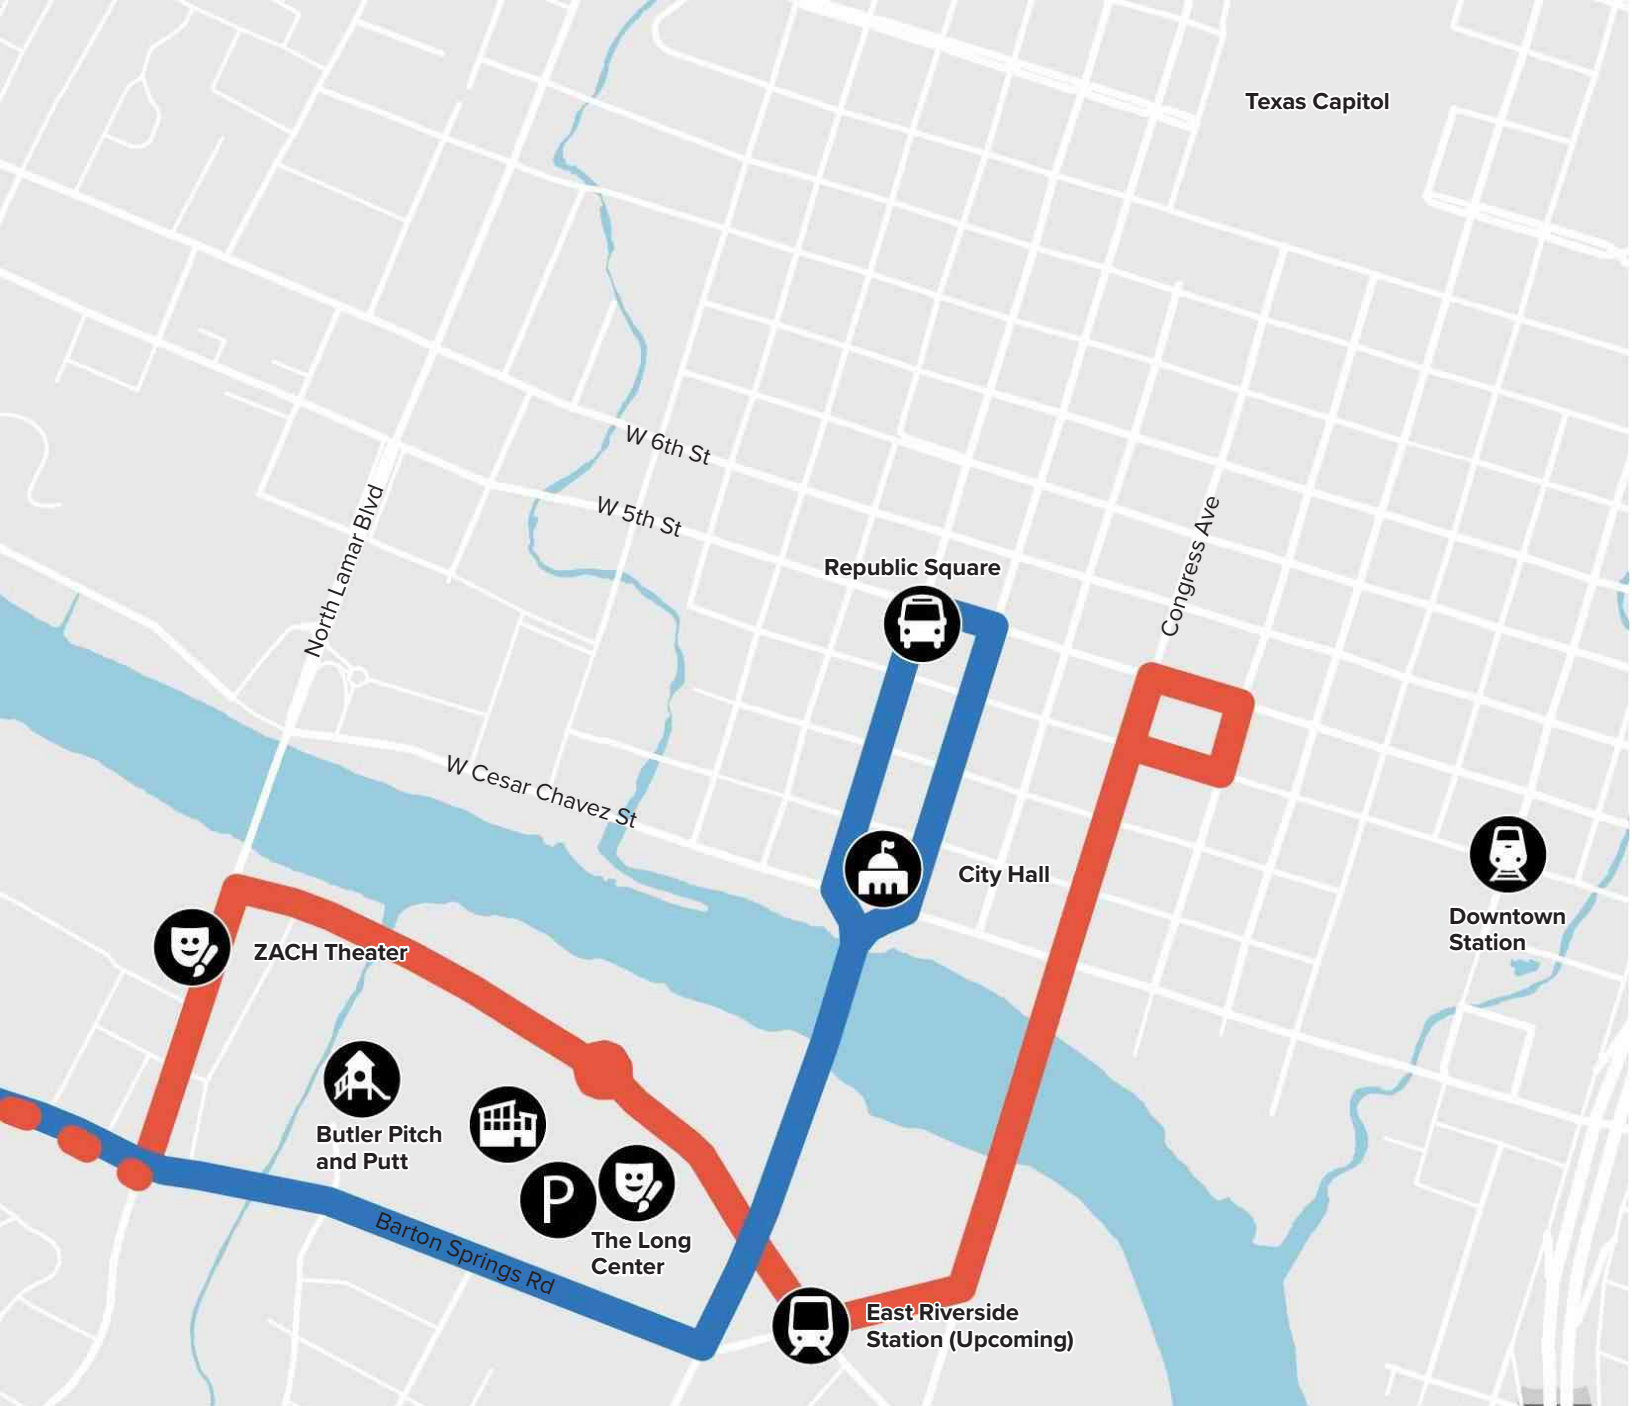 Texas Capitol
W 6th St
W 5th St
North Lamar Blvd
Congress Ave
Republic Square
W Cesar Chavez St
City Hall
Downtown
Station
ZACH Theater
Butler Pitch
and Putt
P
The Long
Center
Barton Springs Rd
East Riverside
Station (Upcoming)